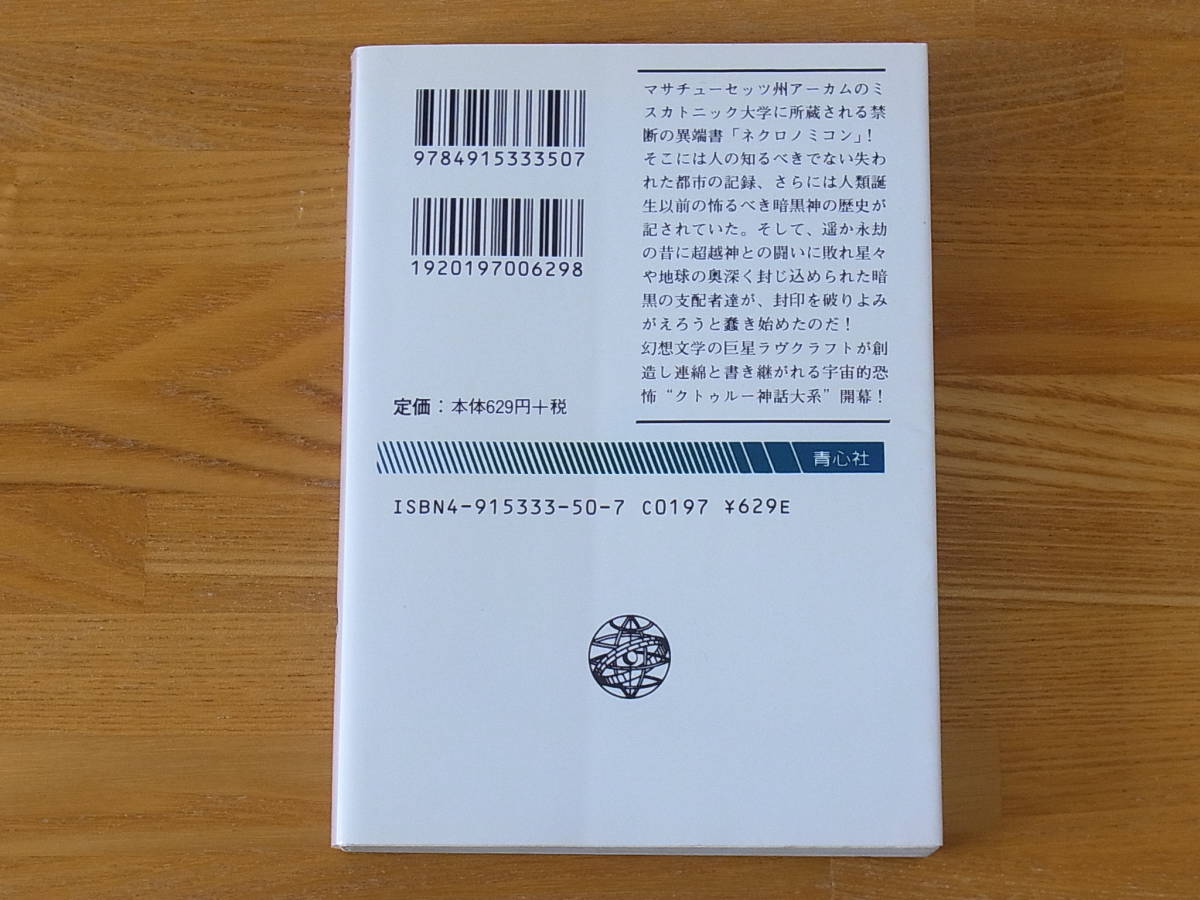 9784915333507
1920197006298
定価：本体629円＋税
マサチューセッツ州アーカムのミ
スカトニック大学に所蔵される禁
断の異端書「ネクロノミコン」！
そこには人の知るべきでない失わ
れた都市の記録、さらには人類誕
生以前の怖るべき暗黒神の歴史が
記されていた。そして、遥か永劫
の昔に超越神との闘いに敗れ星々
や地球の奥深く封じ込められた暗
黒の支配者達が、封印を破りよみ
がえろうと蠢き始めたのだ！
幻想文学の巨星ラヴクラフトが創
造し連綿と書き継がれる宇宙的恐
怖“クトゥルー神話大系”開幕！
青心社
ISBN4-915333-50-7 C0197 ¥629E